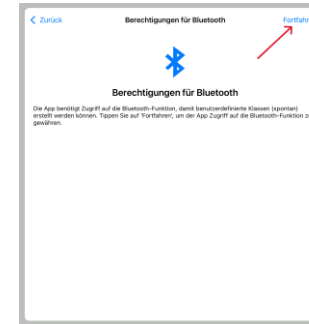 Zurück Berechtigungen für Bluetooth Fortfahr
Berechtigungen für Bluetooth
Die App benötigt Zugriff auf die Bluetooth-Funktion, damit benutzerdefinierte Klassen (spontan)
erstellt werden können. Tippen Sie auf 'Fortfahren', um der App Zugriff auf die Bluetooth-Funktion z
gewähren.